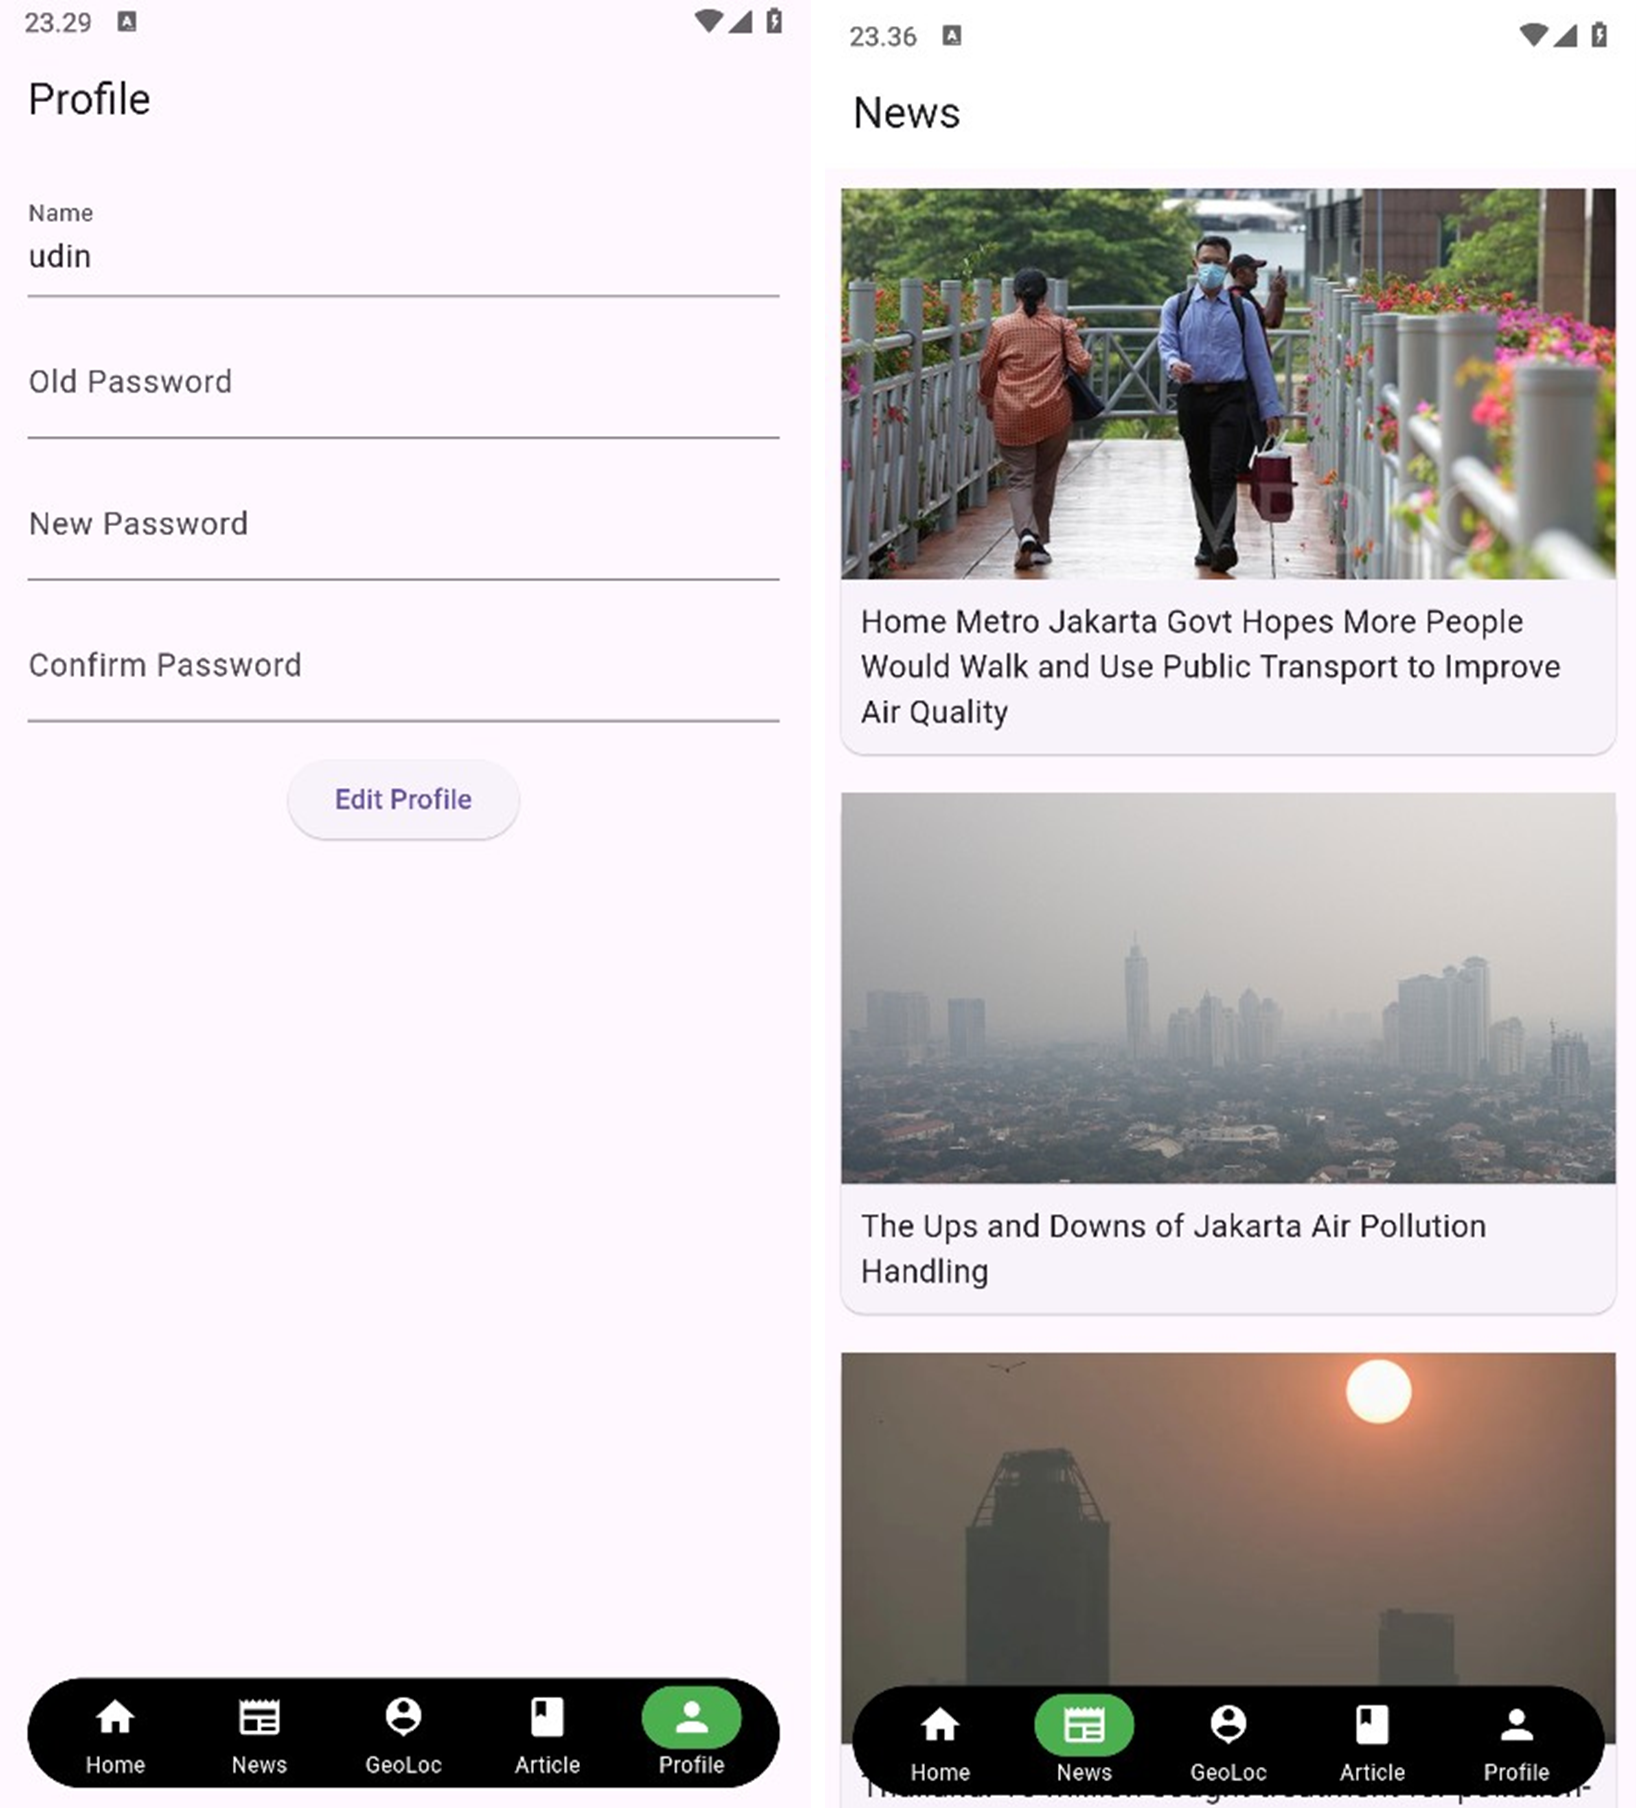 23.29
Profile
Name
udin
Old Password
New Password
Confirm Password
Edit Profile
Home
News
GeoLoc
Article
Profile
23.36
News
Home Metro Jakarta Govt Hopes More People
Would Walk and Use Public Transport to Improve
Air Quality
The Ups and Downs of Jakarta Air Pollution
Handling
Home
News
GeoLoc
Article
Profile